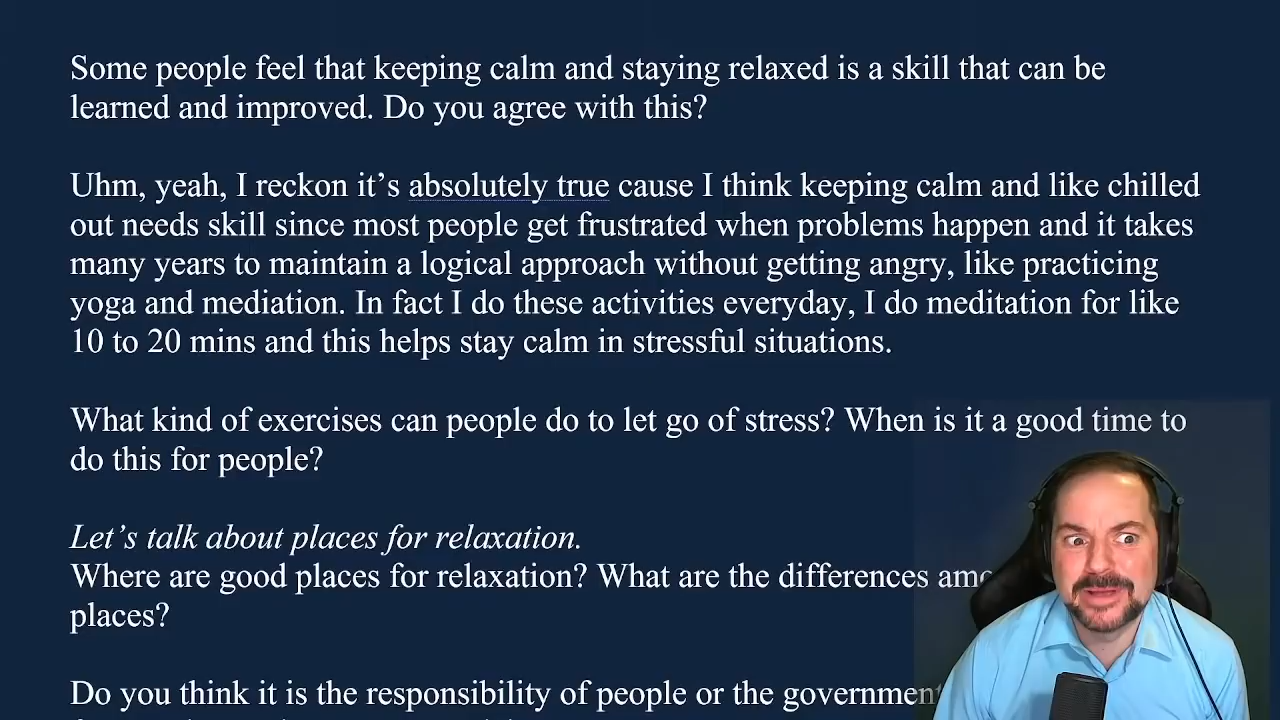 Some people feel that keeping calm and staying relaxed is a skill that can be
learned and improved. Do you agree with this?
Uhm, yeah, I reckon it’s absolutely true cause I think keeping calm and like chilled
out needs skill since most people get frustrated when problems happen and it takes
many years to maintain a logical approach without getting angry, like practicing
yoga and mediation. In fact I do these activities everyday, I do meditation for like
10 to 20 mins and this helps stay calm in stressful situations.
What kind of exercises can people do to let go of stress? When is it a good time to
do this for people?
Let’s talk about places for relaxation.
Where are good places for relaxation? What are the differences
places?
Do you think it is the responsibility of people or the government